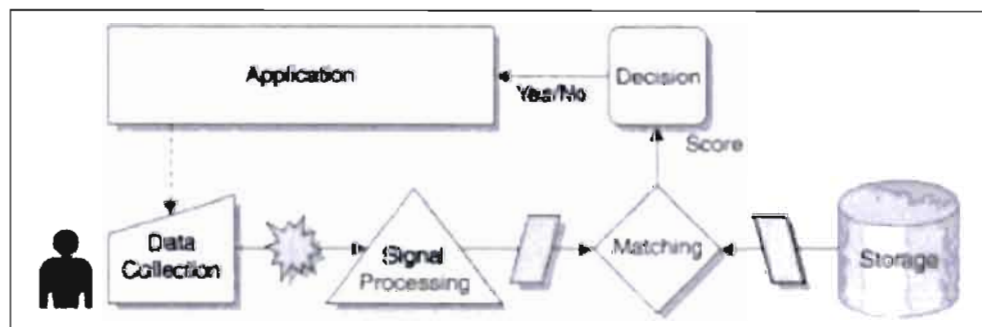 Application
Yes/No
Decision
Score
Data
Collection
Signal
Processing
Matching
Storage